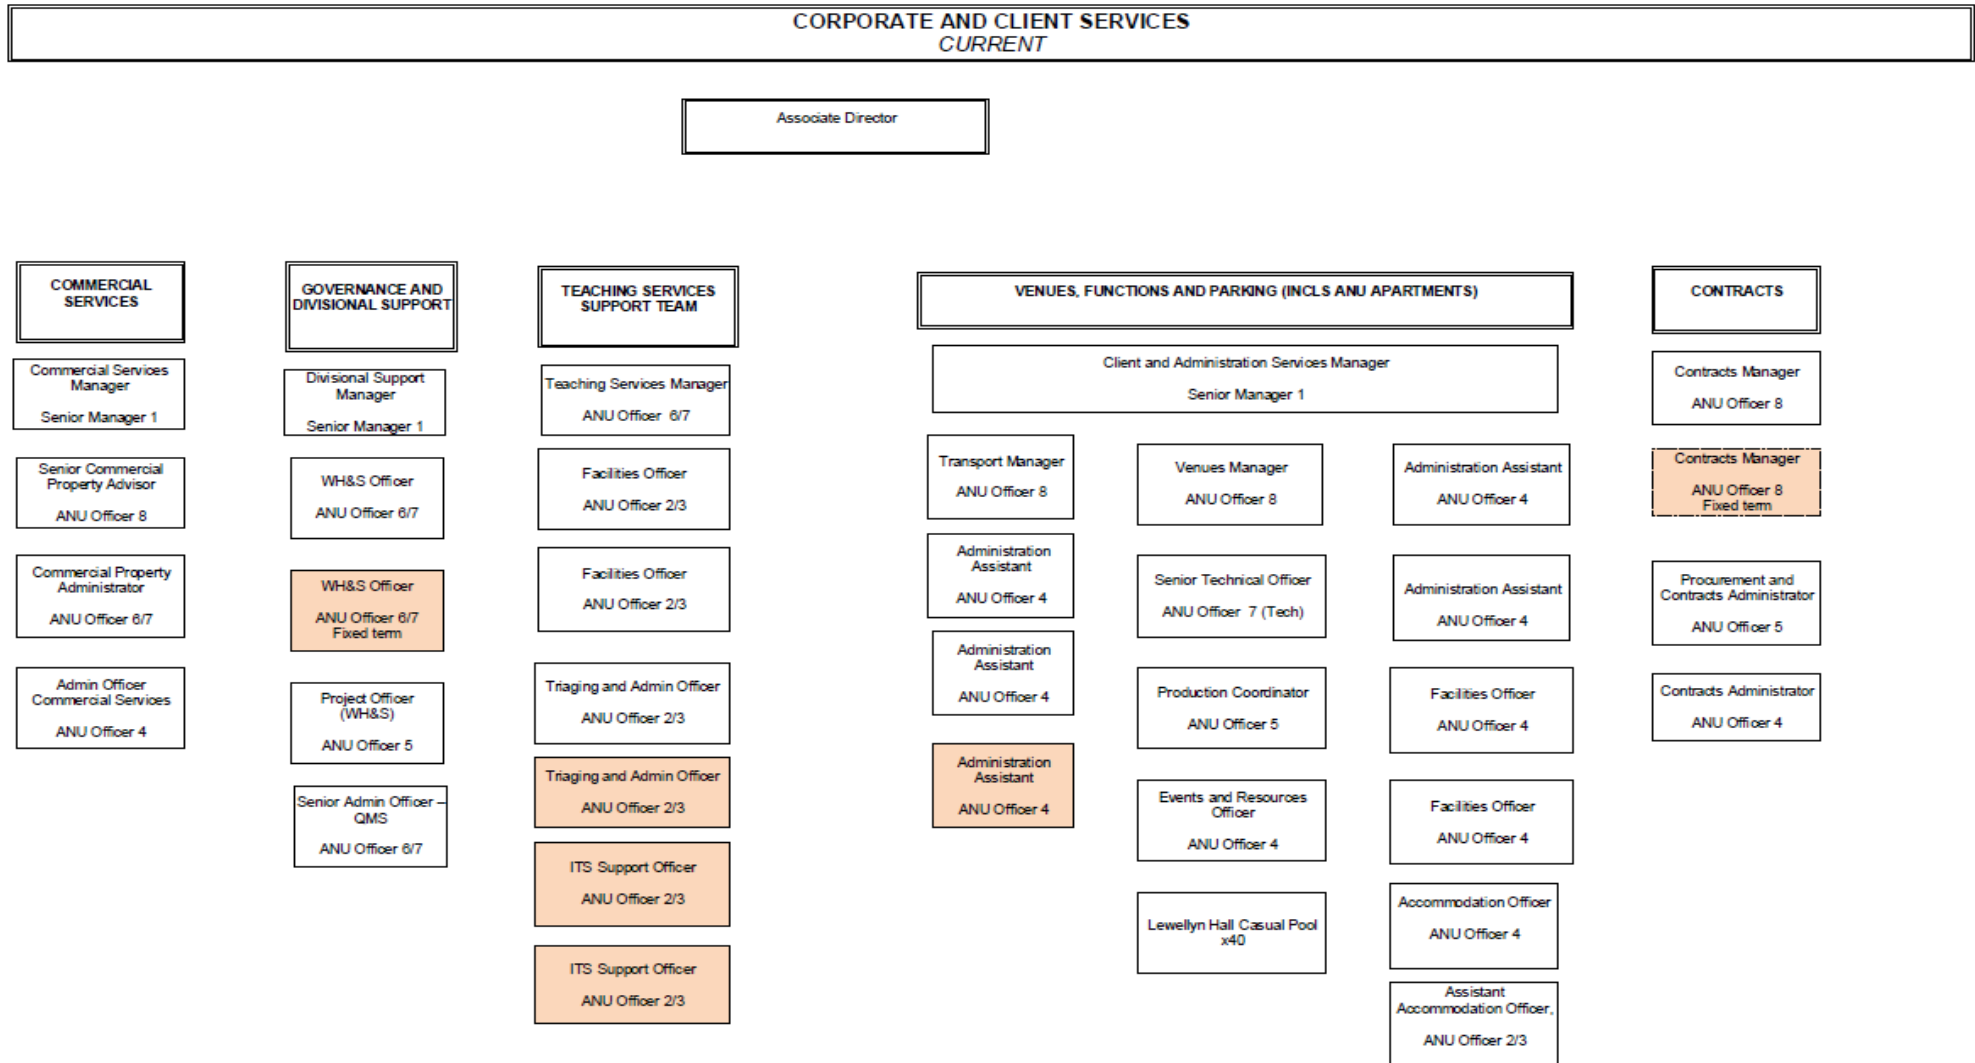 CORPORATE AND CLIENT SERVICES
CURRENT
Associate Director
COMMERCIAL
SERVICES
Commercial Services
Manager
Senior Manager 1
Senior Commercial
Property Advisor
ANU Officer 8
Commercial Property
Administrator
ANU Officer 6/7
Admin Officer
Commercial Services
ANU Officer 4
GOVERNANCE AND
DIVISIONAL SUPPORT
Divisional Support
Manager
Senior Manager 1
WH&S Officer
ANU Officer 6/7
WH&S Officer
ANU Officer 6/7
Fixed term
Project Officer
(WH&S)
ANU Officer 5
Senior Admin Officer –
QMS
ANU Officer 6/7
TEACHING SERVICES
SUPPORT TEAM
Teaching Services Manager
ANU Officer 6/7
Facilities Officer
ANU Officer 2/3
Facilities Officer
ANU Officer 2/3
Triaging and Admin Officer
ANU Officer 2/3
Triaging and Admin Officer
ANU Officer 2/3
ITS Support Officer
ANU Officer 2/3
ITS Support Officer
ANU Officer 2/3
VENUES, FUNCTIONS AND PARKING (INCLS ANU APARTMENTS)
Client and Administration Services Manager
Senior Manager 1
Transport Manager
ANU Officer 8
Administration
Assistant
ANU Officer 4
Administration
Assistant
ANU Officer 4
Administration
Assistant
ANU Officer 4
Venues Manager
ANU Officer 8
Senior Technical Officer
ANU Officer 7 (Tech)
Production Coordinator
ANU Officer 5
Events and Resources
Officer
ANU Officer 4
Lewellyn Hall Casual Pool
x40
Administration Assistant
ANU Officer 4
Administration Assistant
ANU Officer 4
Facilities Officer
ANU Officer 4
Facilities Officer
ANU Officer 4
Accommodation Officer
ANU Officer 4
Assistant
Accommodation Officer,
ANU Officer 2/3
CONTRACTS
Contracts Manager
ANU Officer 8
Contracts Manager
ANU Officer 8
Fixed term
Procurement and
Contracts Administrator
ANU Officer 5
Contracts Administrator
ANU Officer 4